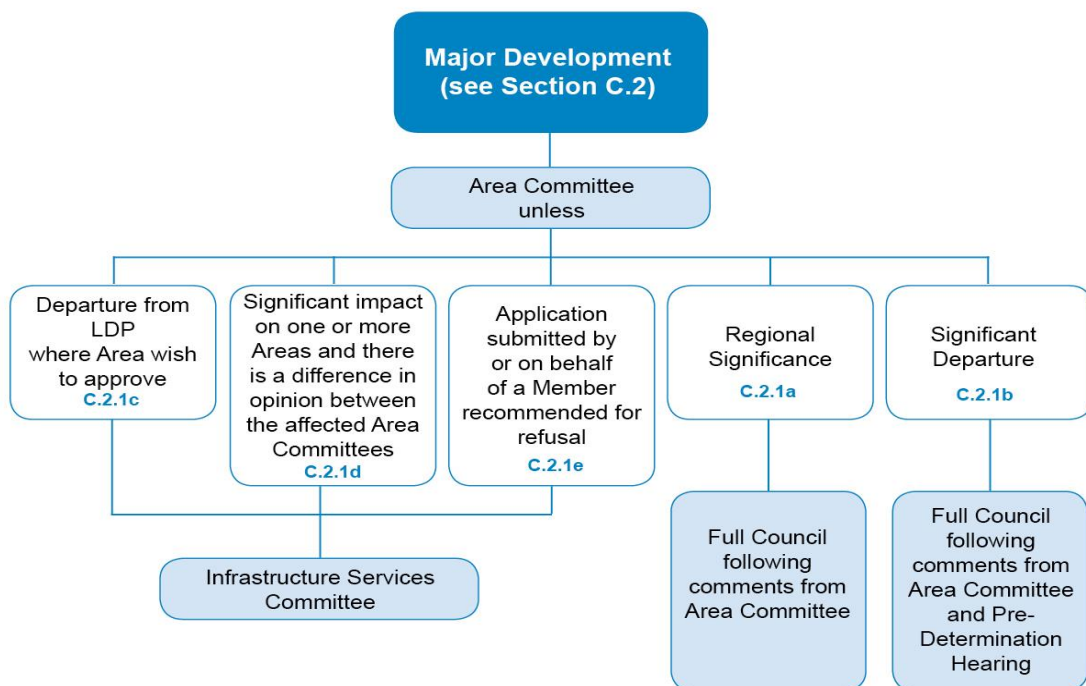 Major Development
(see Section C.2)
Area Committee
unless
Departure from
LDP
where Area wish
to approve
C.2.1c
Significant impact
on one or more
Areas and there
is a difference in
opinion between
the affected Area
Committees
C.2.1d
Application
submitted by
or on behalf
of a Member
recommended for
refusal
C.2.1e
Regional
Significance
C.2.1a
Significant
Departure
C.2.1b
Infrastructure Services
Committee
Full Council
following
comments from
Area Committee
Full Council
following
comments from
Area Committee
and Pre-
Determination
Hearing